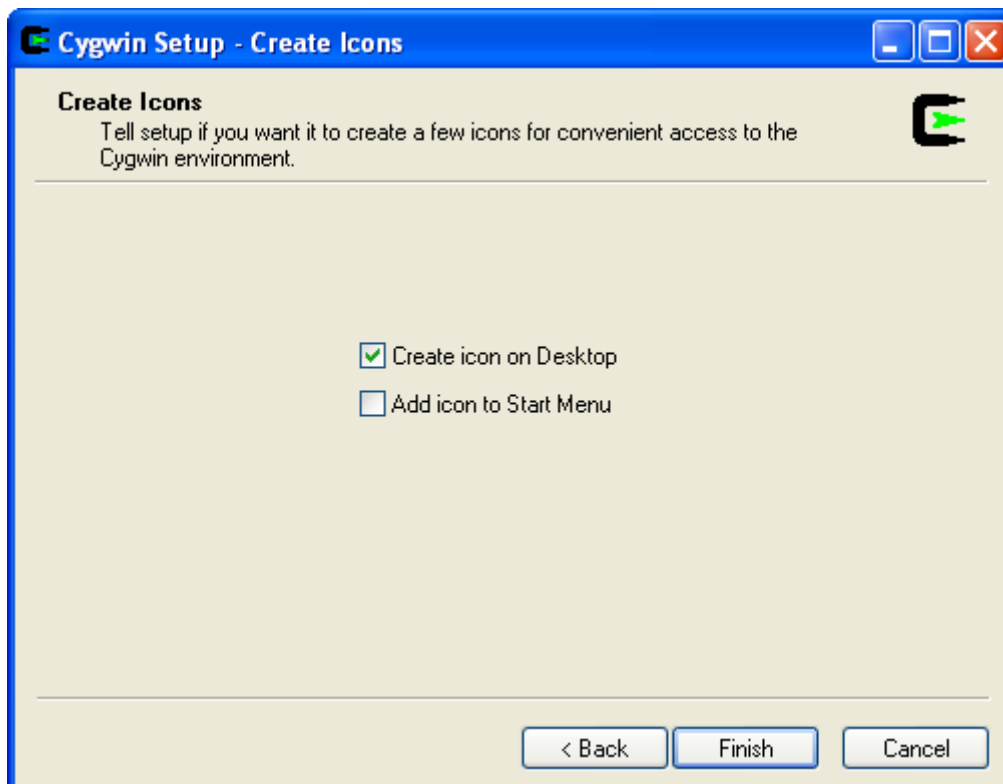 Cygwin Setup - Create Icons
Create Icons
Tell setup if you want it to create a few icons for convenient access to the
Cygwin environment.
Create icon on Desktop
Add icon to Start Menu
< Back
Finish
Cancel